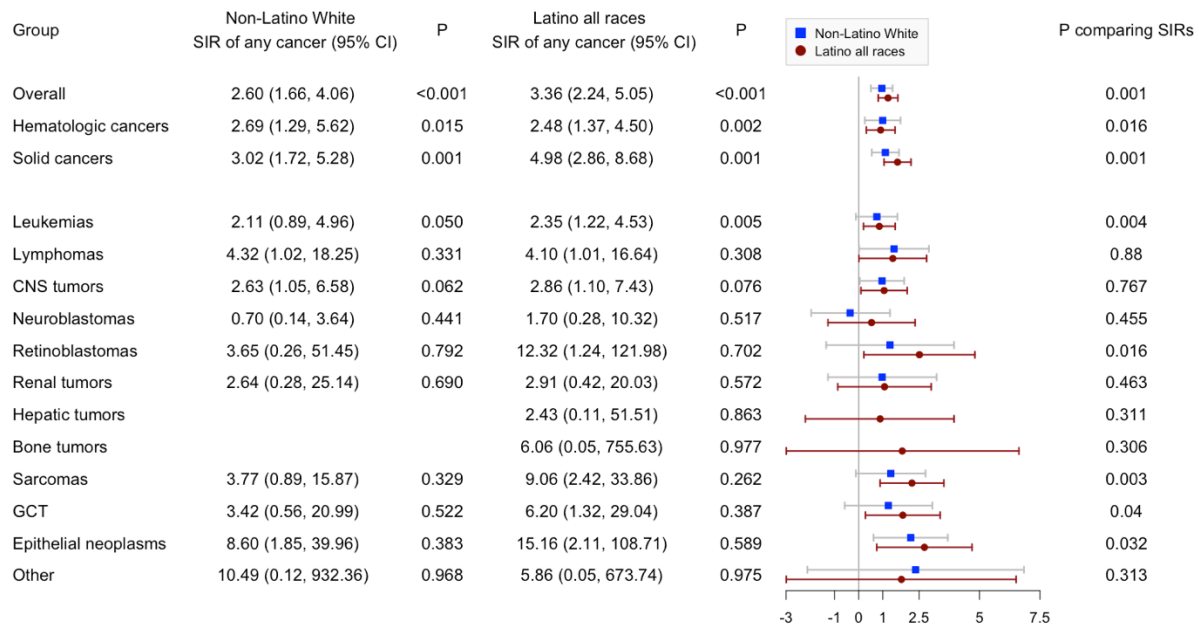 Group Non-Latino White SIR of any cancer (95% CI) P Latino all races SIR of any cancer (95% CI) P Non-Latino White Latino all races P comparing SIRs
Overall 2.60 (1.66, 4.06) <0.001 3.36 (2.24, 5.05) <0.001 0.001
Hematologic cancers 2.69 (1.29, 5.62) 0.015 2.48 (1.37, 4.50) 0.002 0.016
Solid cancers 3.02 (1.72, 5.28) 0.001 4.98 (2.86, 8.68) 0.001 0.001
Leukemias 2.11 (0.89, 4.96) 0.050 2.35 (1.22, 4.53) 0.005 0.004
Lymphomas 4.32 (1.02, 18.25) 0.331 4.10 (1.01, 16.64) 0.308 0.88
CNS tumors 2.63 (1.05, 6.58) 0.062 2.86 (1.10, 7.43) 0.076 0.767
Neuroblastomas 0.70 (0.14, 3.64) 0.441 1.70 (0.28, 10.32) 0.517 0.455
Retinoblastomas 3.65 (0.26, 51.45) 0.792 12.32 (1.24, 121.98) 0.702 0.016
Renal tumors 2.64 (0.28, 25.14) 0.690 2.91 (0.42, 20.03) 0.572 0.463
Hepatic tumors 2.43 (0.11, 51.51) 0.863 0.311
Bone tumors 6.06 (0.05, 755.63) 0.977 0.306
Sarcomas 3.77 (0.89, 15.87) 0.329 9.06 (2.42, 33.86) 0.262 0.003
GCT 3.42 (0.56, 20.99) 0.522 6.20 (1.32, 29.04) 0.387 0.04
Epithelial neoplasms 8.60 (1.85, 39.96) 0.383 15.16 (2.11, 108.71) 0.589 0.032
Other 10.49 (0.12, 932.36) 0.968 5.86 (0.05, 673.74) 0.975 0.313
-3 0 1 2.5 5 7.5